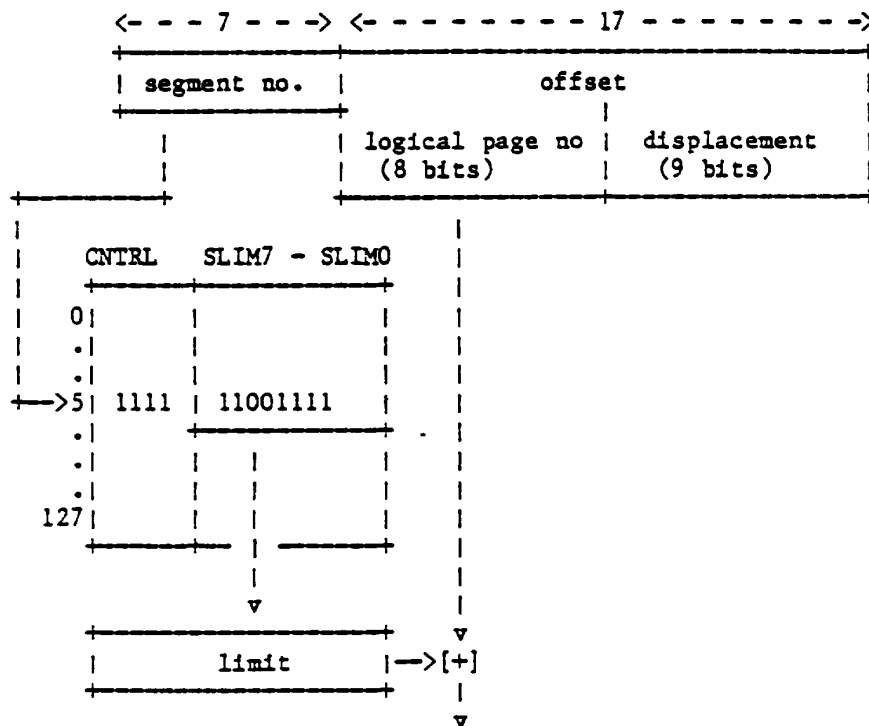 <- - - 7 - - -> <- - - - - - - - 17 - - - - - - - ->
segment no. offset
logical page no displacement
(8 bits) (9 bits)
CNTRL SLIM7 - SLIM0
0
.
.
5 1111 11001111
.
.
.
127
limit -->[+]